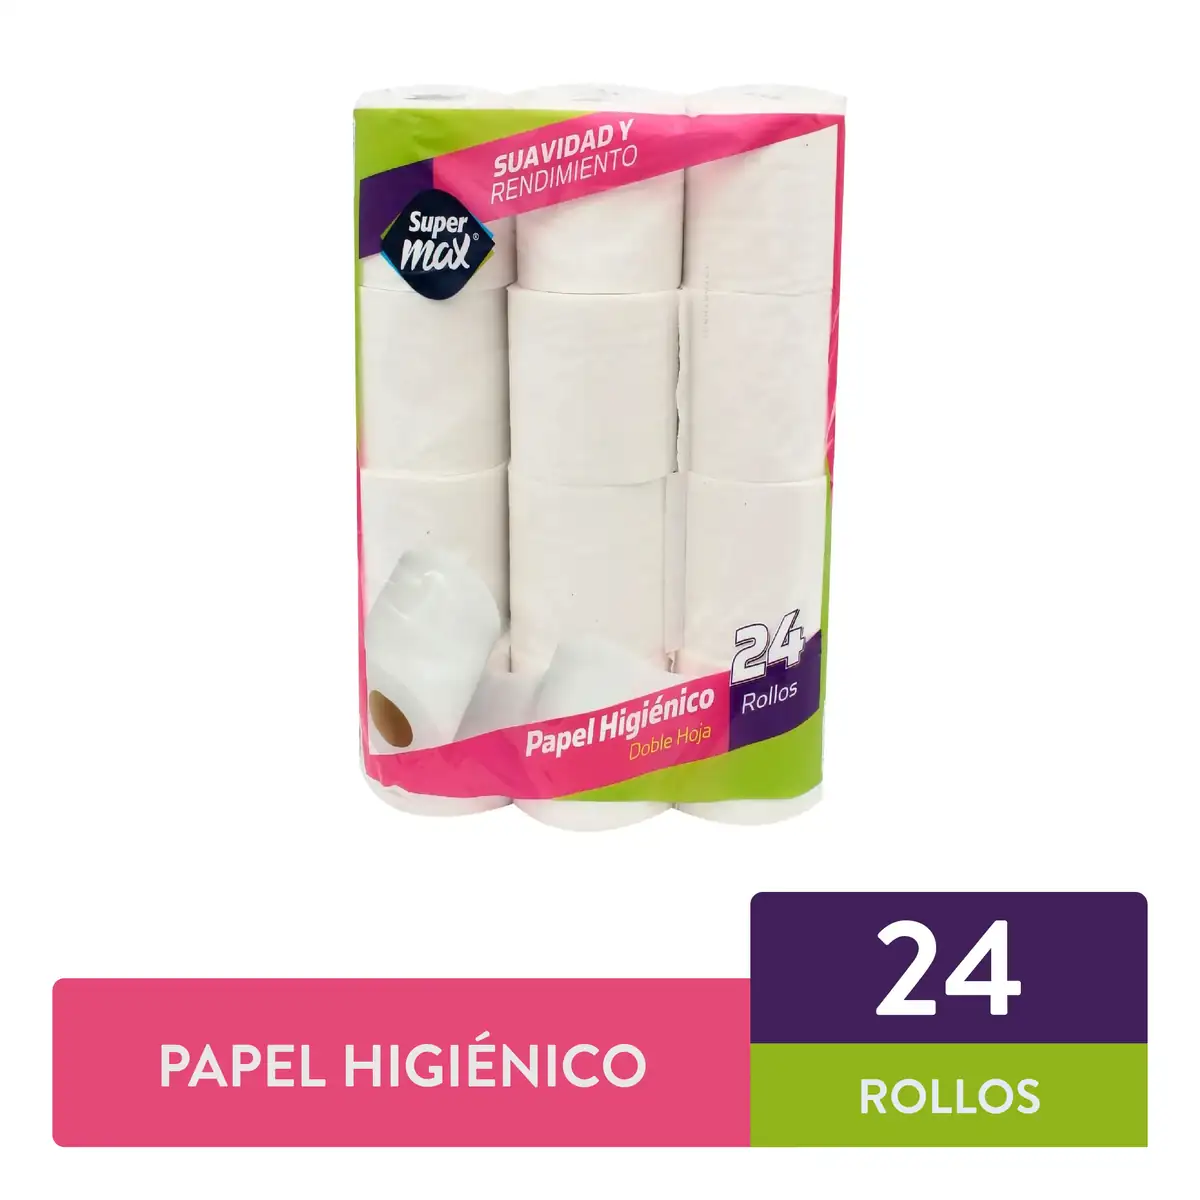 SUAVIDAD Y
RENDIMIENTO
Super
max®
24
Rollos
Papel Higiénico
Doble Hoja
24
PAPEL HIGIÉNICO
ROLLOS